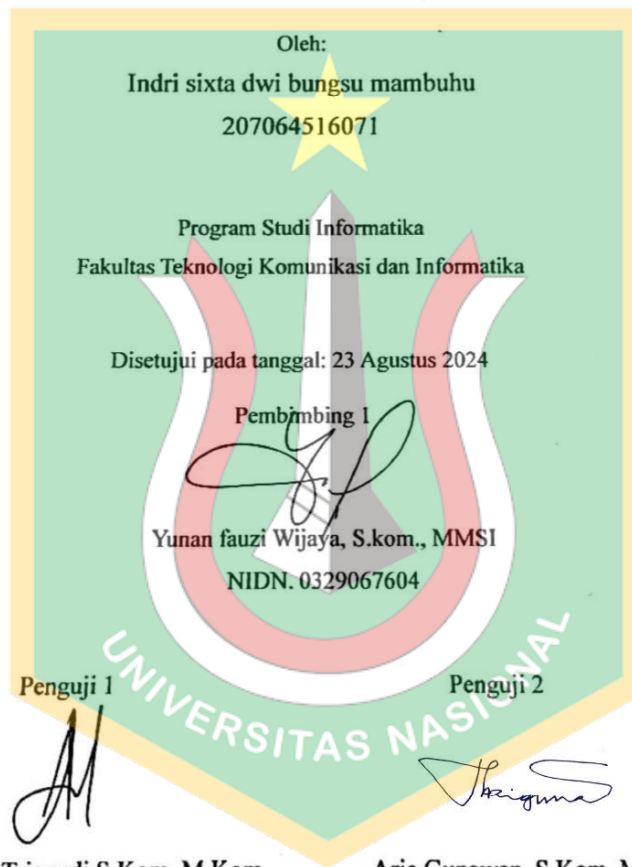 Oleh:
Indri sixta dwi bungsu mambuhu
207064516071
Program Studi Informatika
Fakultas Teknologi Komunikasi dan Informatika
Disetujui pada tanggal: 23 Agustus 2024
Pembimbing 1
Yunan fauzi Wijaya, S.kom., MMSI
NIDN. 0329067604
UNIVERSITAS NASIONAL
Penguji 1 Penguji 2